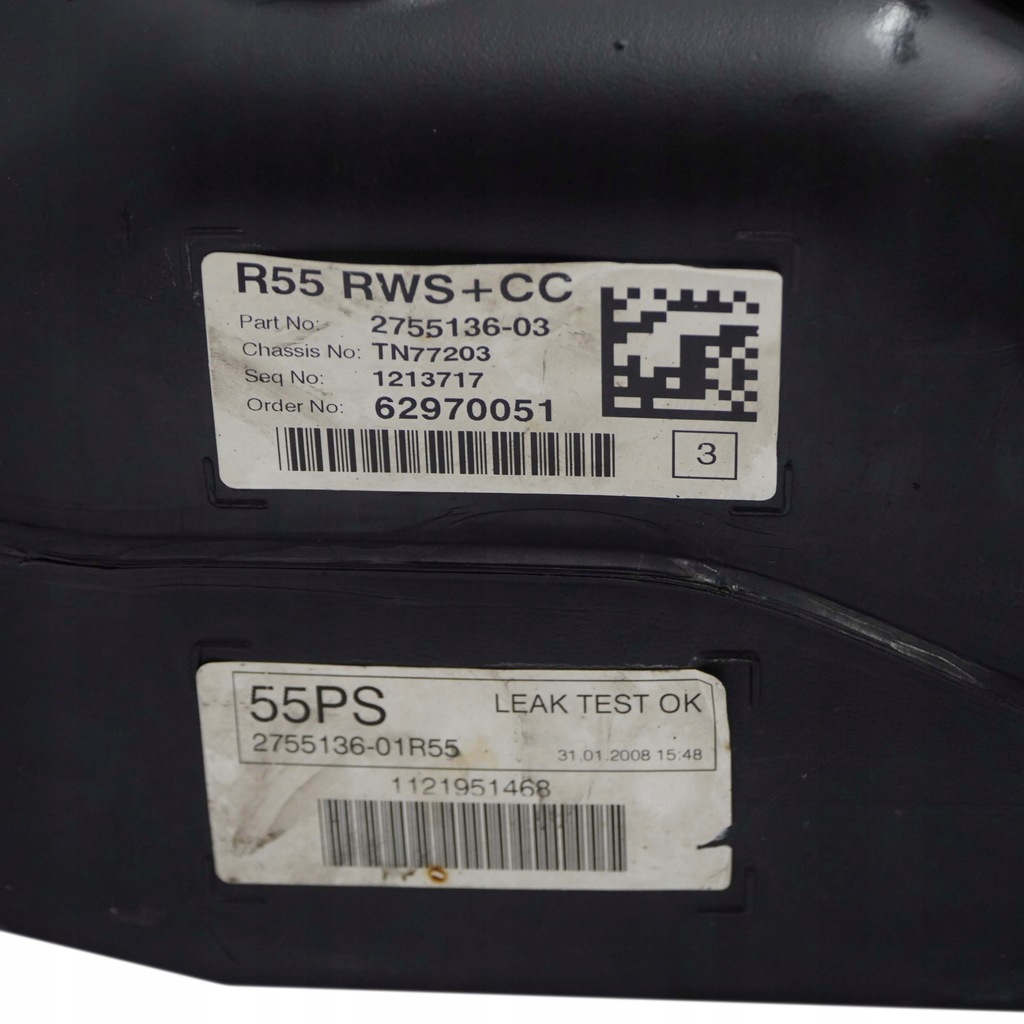 R55 RWS+CC
Part No: 2755136-03
Chassis No: TN77203
Seq No: 1213717
Order No: 62970051
3
55PS LEAK TEST OK
2755136-01R55 31.01.2008 15:48
1121951468